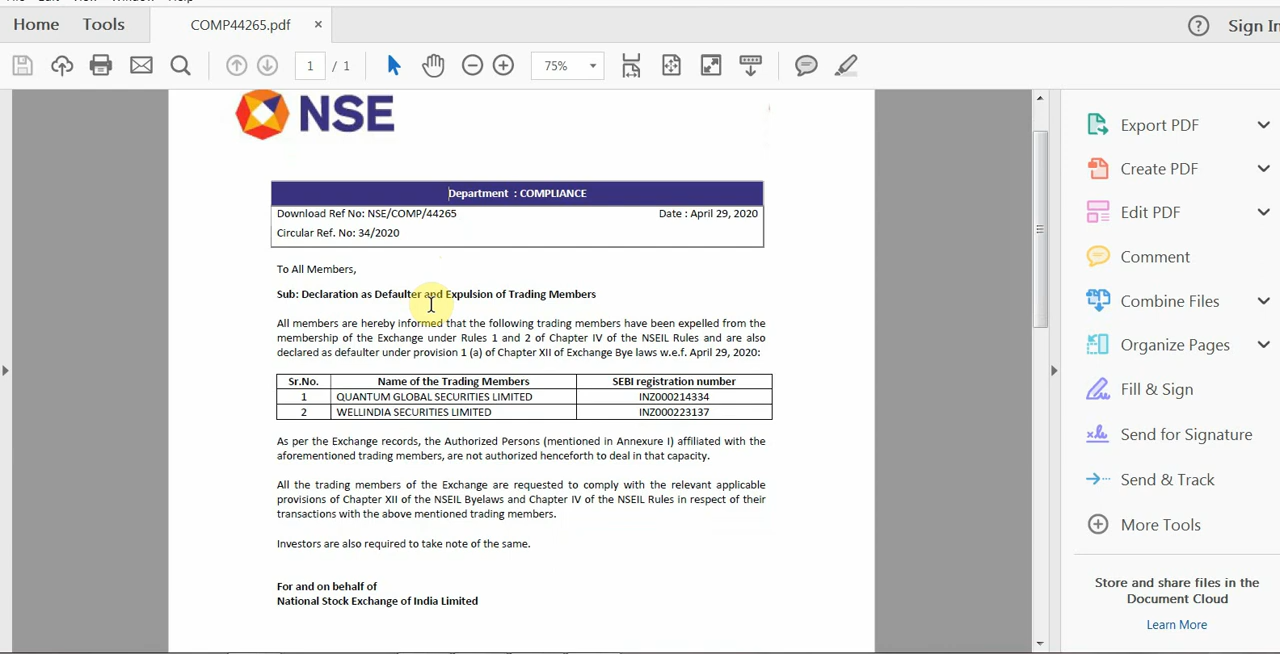 Home Tools COMP44265.pdf × ? Sign In
1 / 1 75%
NSE
Department : COMPLIANCE
Download Ref No: NSE/COMP/44265 Date : April 29, 2020
Circular Ref. No: 34/2020
To All Members,
Sub: Declaration as Defaulter and Expulsion of Trading Members
All members are hereby informed that the following trading members have been expelled from the
membership of the Exchange under Rules 1 and 2 of Chapter IV of the NSEIL Rules and are also
declared as defaulter under provision 1 (a) of Chapter XII of Exchange Bye laws w.e.f. April 29, 2020:
Sr.No. Name of the Trading Members SEBI registration number
1 QUANTUM GLOBAL SECURITIES LIMITED INZ000214334
2 WELLINDIA SECURITIES LIMITED INZ000223137
As per the Exchange records, the Authorized Persons (mentioned in Annexure I) affiliated with the
aforementioned trading members, are not authorized henceforth to deal in that capacity.
All the trading members of the Exchange are requested to comply with the relevant applicable
provisions of Chapter XII of the NSEIL Byelaws and Chapter IV of the NSEIL Rules in respect of their
transactions with the above mentioned trading members.
Investors are also required to take note of the same.
For and on behalf of
National Stock Exchange of India Limited
Export PDF
Create PDF
Edit PDF
Comment
Combine Files
Organize Pages
Fill & Sign
Send for Signature
Send & Track
More Tools
Store and share files in the
Document Cloud
Learn More